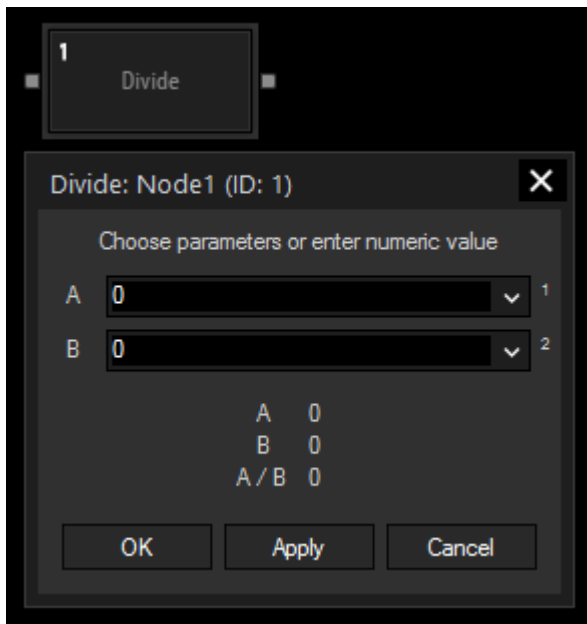 1
Divide
Divide: Node1 (ID: 1)
Choose parameters or enter numeric value
A 0 1
B 0 2
A 0
B 0
A / B 0
OK Apply Cancel